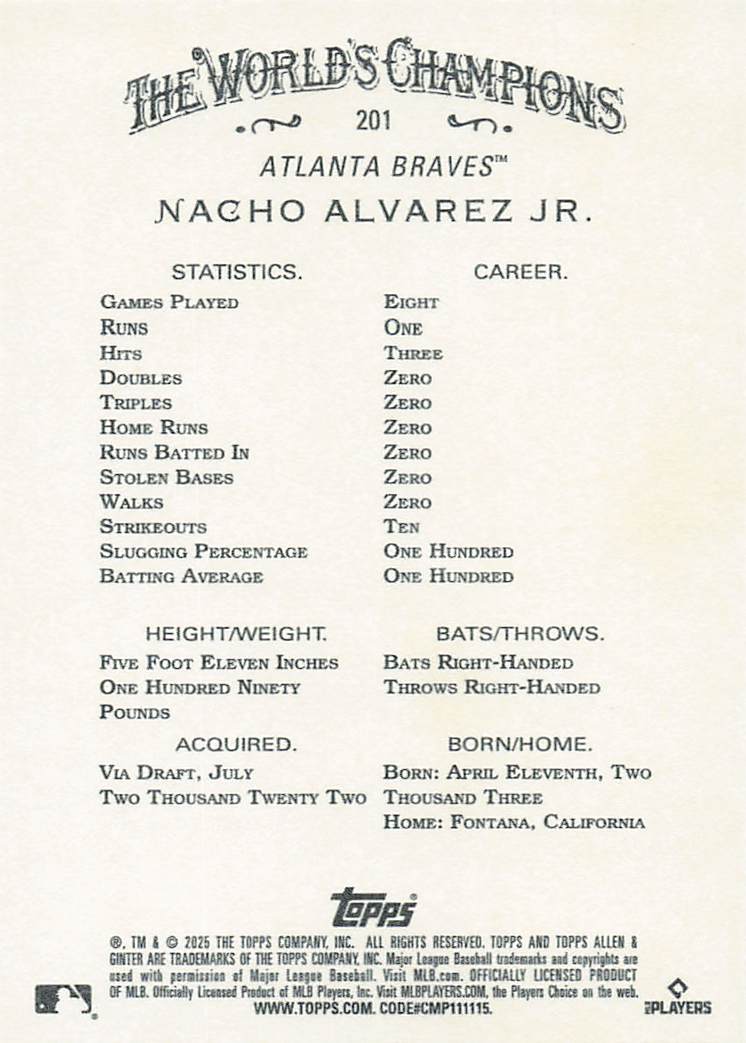 THE WORLD'S CHAMPIONS
201
ATLANTA BRAVES™
NACHO ALVAREZ JR.
STATISTICS. CAREER.
GAMES PLAYED EIGHT
RUNS ONE
HITS THREE
DOUBLES ZERO
TRIPLES ZERO
HOME RUNS ZERO
RUNS BATTED IN ZERO
STOLEN BASES ZERO
WALKS ZERO
STRIKEOUTS TEN
SLUGGING PERCENTAGE ONE HUNDRED
BATTING AVERAGE ONE HUNDRED
HEIGHT/WEIGHT.
FIVE FOOT ELEVEN INCHES
ONE HUNDRED NINETY
POUNDS
BATS/THROWS.
BATS RIGHT-HANDED
THROWS RIGHT-HANDED
ACQUIRED.
VIA DRAFT, JULY
TWO THOUSAND TWENTY TWO
BORN/HOME.
BORN: APRIL ELEVENTH, TWO
THOUSAND THREE
HOME: FONTANA, CALIFORNIA
Topps®
®, TM & © 2025 THE TOPPS COMPANY, INC. ALL RIGHTS RESERVED. TOPPS AND TOPPS ALLEN &
GINTER ARE TRADEMARKS OF THE TOPPS COMPANY, INC. Major League Baseball trademarks and copyrights are
used with permission of Major League Baseball. Visit MLB.com. OFFICIALLY LICENSED PRODUCT
OF MLB. Officially Licensed Product of MLB Players, Inc. Visit MLBPLAYERS.COM, the Players Choice on the web.
WWW.TOPPS.COM. CODE#CMP111115.
PLAYERS